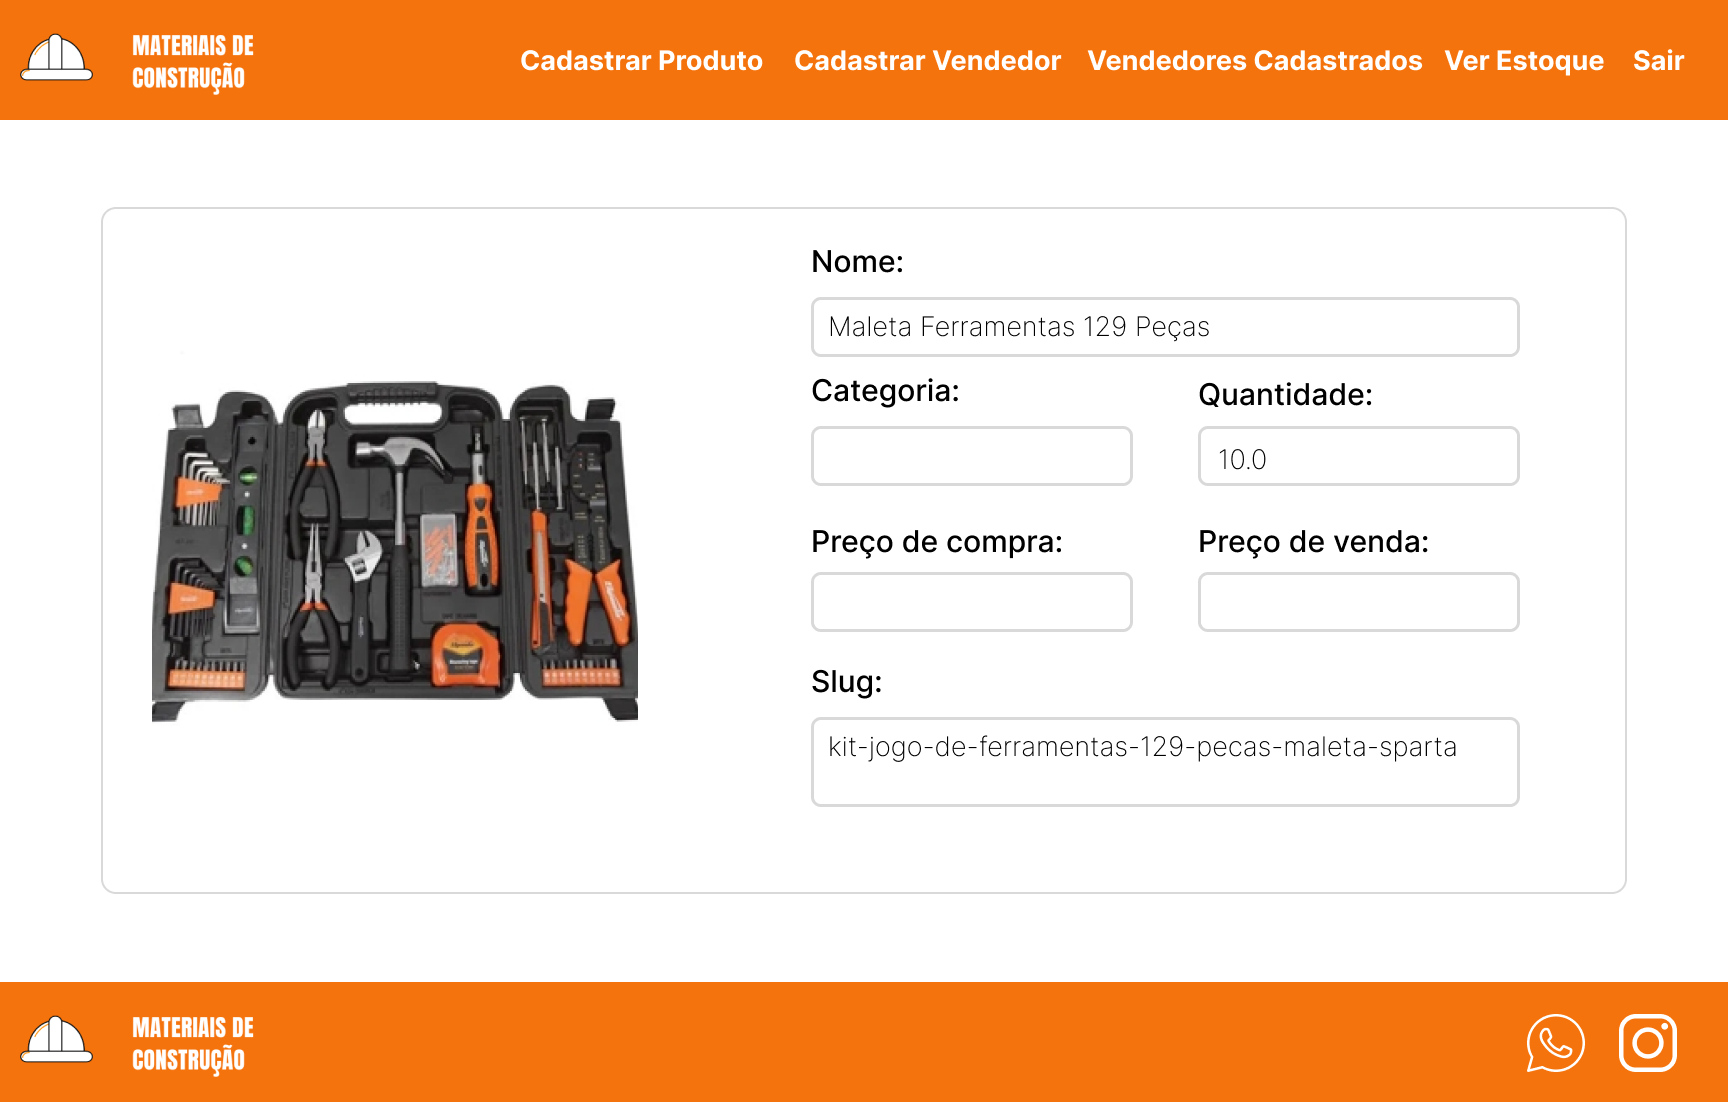 MATERIAIS DE
CONSTRUÇÃO
Cadastrar Produto Cadastrar Vendedor Vendedores Cadastrados Ver Estoque Sair
Nome:
Maleta Ferramentas 129 Peças
Categoria:
Quantidade:
10.0
Preço de compra:
Preço de venda:
Slug:
kit-jogo-de-ferramentas-129-pecas-maleta-sparta
MATERIAIS DE
CONSTRUÇÃO